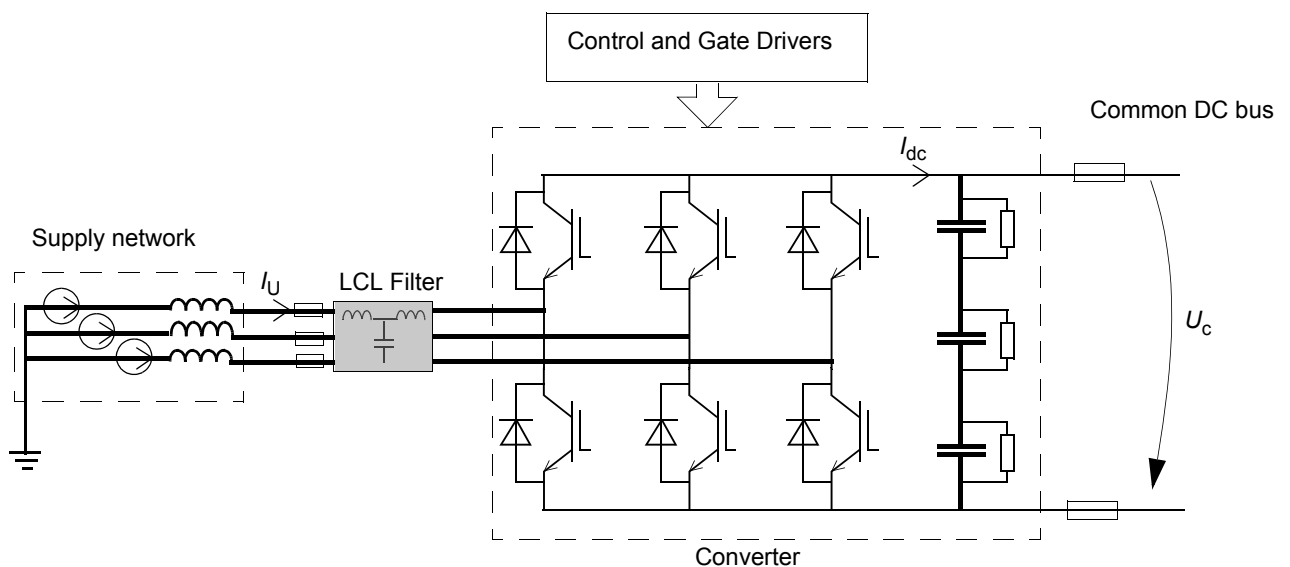 Control and Gate Drivers
Common DC bus
Idc
Supply network
IU
LCL Filter
Uc
Converter